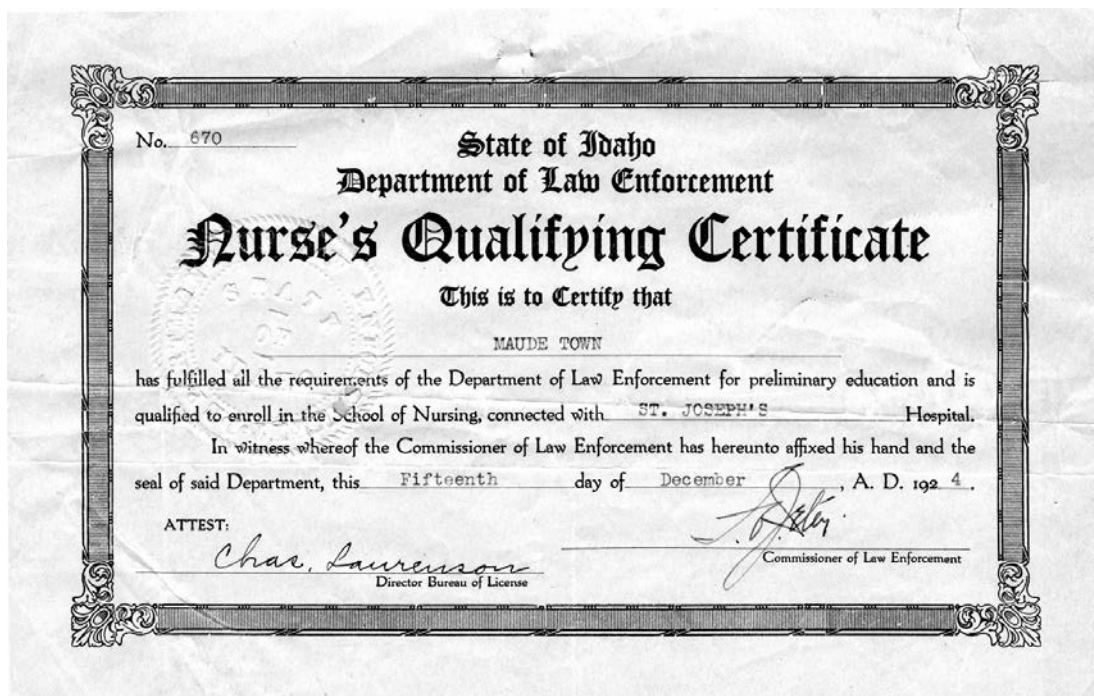 No. 670
State of Idaho
Department of Law Enforcement
Nurse's Qualifying Certificate
This is to Certify that
MAUDE TOWN
has fulfilled all the requirements of the Department of Law Enforcement for preliminary education and is
qualified to enroll in the School of Nursing, connected with ST. JOSEPH'S Hospital.
In witness whereof the Commissioner of Law Enforcement has hereunto affixed his hand and the
seal of said Department, this Fifteenth day of December, A. D. 1924.
ATTEST:
Chas. Laurenson
Director Bureau of License
Commissioner of Law Enforcement